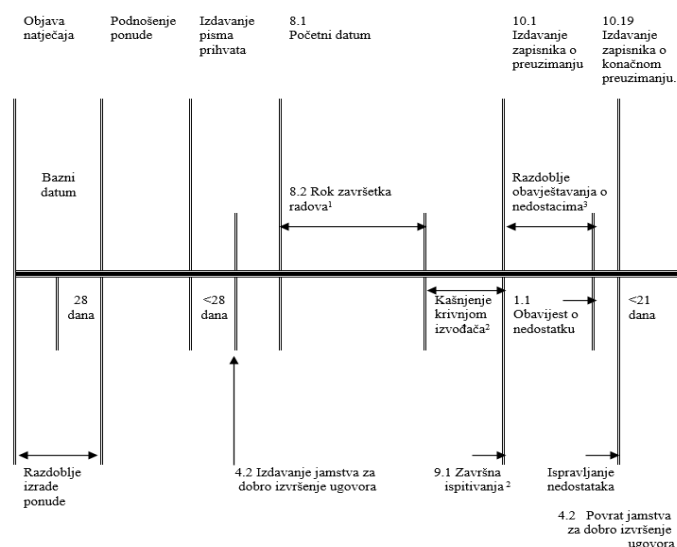 Objava
natječaja
Podnošenje
ponude
Izdavanje
pisma
prihvata
8.1
Početni datum
10.1
Izdavanje
zapisnika o
preuzimanju
10.19
Izdavanje
zapisnika o
konačnom
preuzimanju.
Bazni
datum
8.2 Rok završetka
radova¹
Razdoblje
obavještavanja o
nedostacima³
28
dana
<28
dana
Kašnjenje
krivnjom
izvođača²
1.1
Obavijest o
nedostatku
<21
dana
Razdoblje
izrade
ponude
4.2 Izdavanje jamstva za
dobro izvršenje ugovora
9.1 Završna
ispitivanja ²
Ispravljanje
nedostataka
4.2 Povrat jamstva
za dobro izvršenje
ugovora